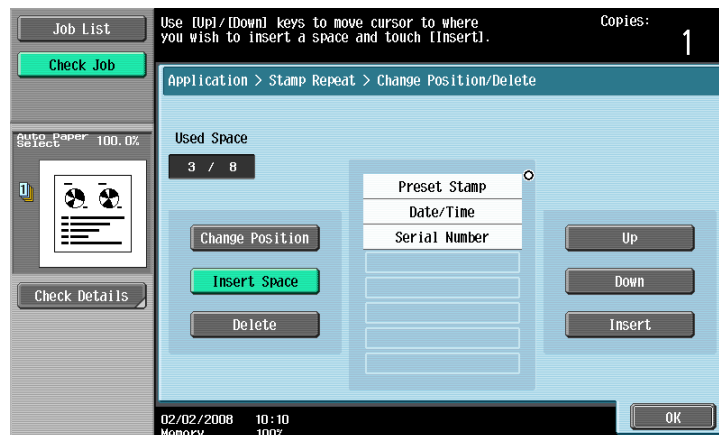 Job List
Use [Up]/[Down] keys to move cursor to where
you wish to insert a space and touch [Insert].
Copies:
1
Check Job
Application > Stamp Repeat > Change Position/Delete
Auto Paper
Select
100.0%
Used Space
3 / 8
1
Preset Stamp
Date/Time
Serial Number
Change Position
Insert Space
Delete
Up
Down
Insert
Check Details
OK
02/02/2008 10:10
Memory 100%